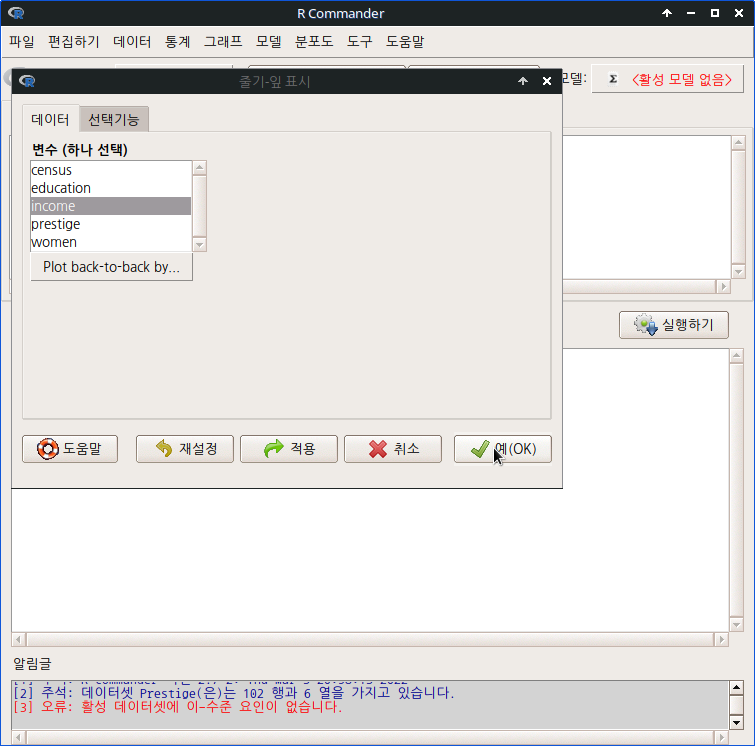 R Commander
파일 편집하기 데이터 통계 그래프 모델 분포도 도구 도움말
모델: Σ <활성 모델 없음>
줄기-잎 표시
데이터 선택기능
변수 (하나 선택)
census
education
income
prestige
women
Plot back-to-back by...
실행하기
도움말 재설정 적용 취소 예(OK)
알림글
[2] 주석: 데이터셋 Prestige(은)는 102 행과 6 열을 가지고 있습니다.
[3] 오류: 활성 데이터셋에 이-수준 요인이 없습니다.